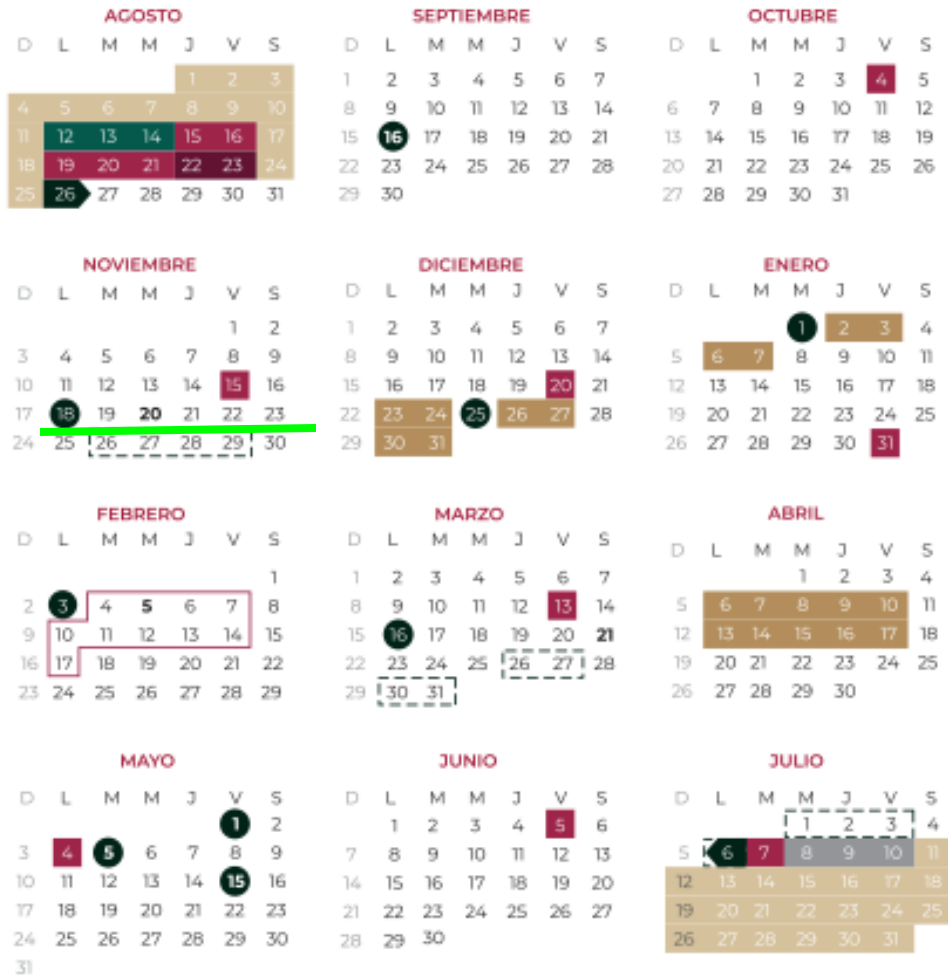 AGOSTO SEPTIEMBRE OCTUBRE
D L M M J V S D L M M J V S D L M M J V S
1 2 3 1 2 3 4 5 6 7 1 2 3 4 5
4 5 6 7 8 9 10 8 9 10 11 12 13 14 6 7 8 9 10 11 12
11 12 13 14 15 16 17 15 16 17 18 19 20 21 13 14 15 16 17 18 19
18 19 20 21 22 23 24 22 23 24 25 26 27 28 20 21 22 23 24 25 26
25 26 27 28 29 30 31 29 30 27 28 29 30 31
NOVIEMBRE DICIEMBRE ENERO
D L M M J V S D L M M J V S D L M M J V S
1 2 1 2 3 4 5 6 7 1 2 3 4
3 4 5 6 7 8 9 8 9 10 11 12 13 14 5 6 7 8 9 10 11
10 11 12 13 14 15 16 15 16 17 18 19 20 21 12 13 14 15 16 17 18
17 18 19 20 21 22 23 22 23 24 25 26 27 28 19 20 21 22 23 24 25
24 25 26 27 28 29 30 29 30 31 26 27 28 29 30 31
FEBRERO MARZO ABRIL
D L M M J V S D L M M J V S D L M M J V S
1 1 2 3 4 5 6 7 1 2 3 4
2 3 4 5 6 7 8 8 9 10 11 12 13 14 5 6 7 8 9 10 11
9 10 11 12 13 14 15 15 16 17 18 19 20 21 12 13 14 15 16 17 18
16 17 18 19 20 21 22 22 23 24 25 26 27 28 19 20 21 22 23 24 25
23 24 25 26 27 28 29 29 30 31 26 27 28 29 30
MAYO JUNIO JULIO
D L M M J V S D L M M J V S D L M M J V S
1 2 1 2 3 4 5 6 1 2 3 4
3 4 5 6 7 8 9 7 8 9 10 11 12 13 5 6 7 8 9 10 11
10 11 12 13 14 15 16 14 15 16 17 18 19 20 12 13 14 15 16 17 18
17 18 19 20 21 22 23 21 22 23 24 25 26 27 19 20 21 22 23 24 25
24 25 26 27 28 29 30 28 29 30 26 27 28 29 30 31
31